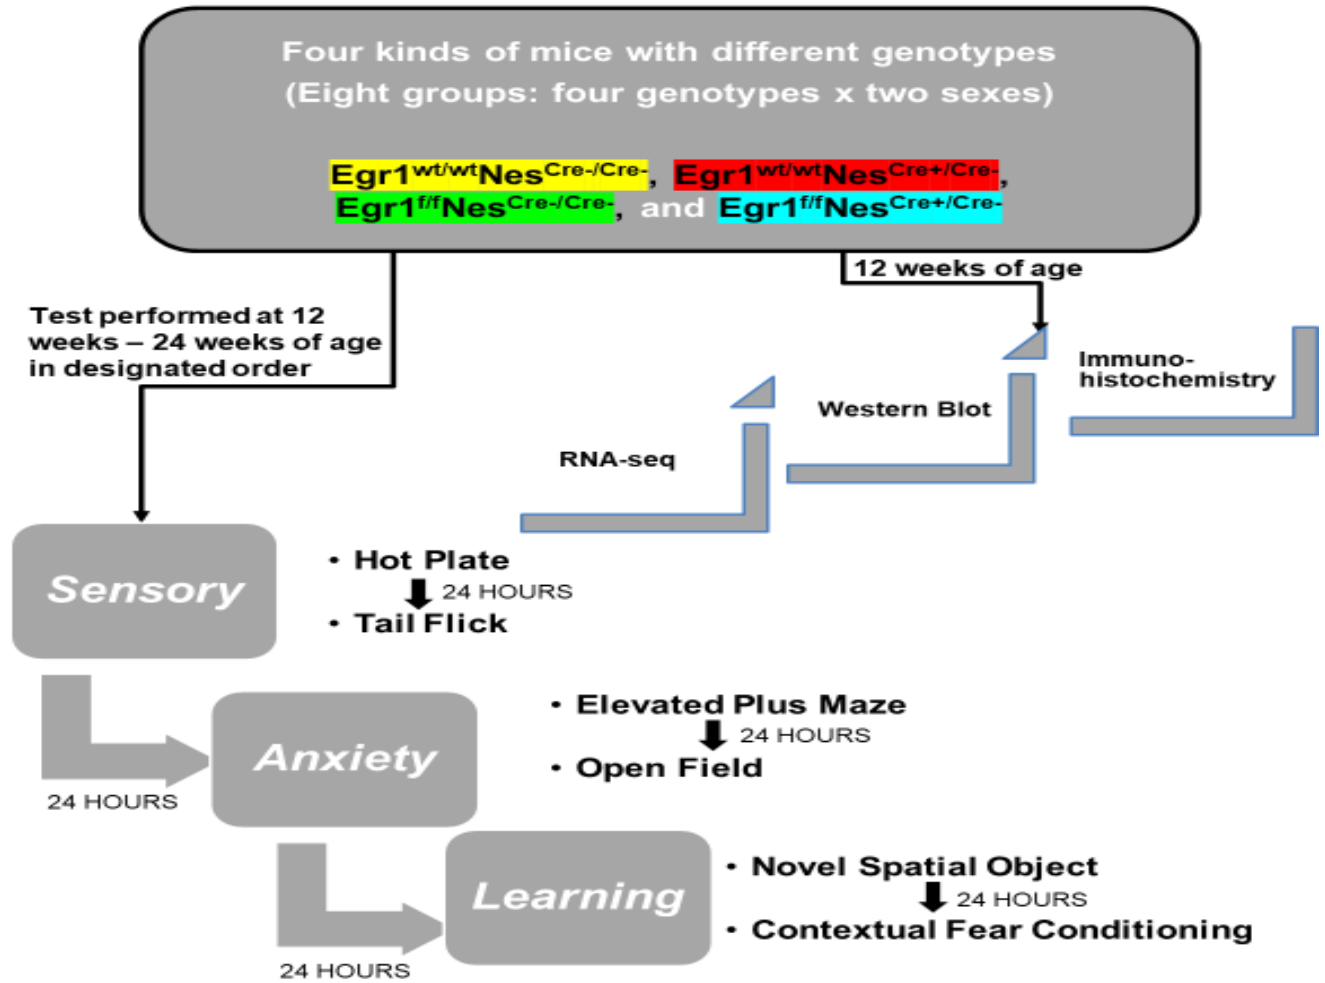 Four kinds of mice with different genotypes
(Eight groups: four genotypes x two sexes)
Egr1wt/wtNesCre-/Cre-, Egr1wt/wtNesCre+/Cre-,
Egr1f/fNesCre-/Cre-, and Egr1f/fNesCre+/Cre-
12 weeks of age
Test performed at 12
weeks – 24 weeks of age
in designated order
Immuno-
histochemistry
Western Blot
RNA-seq
Sensory
• Hot Plate
24 HOURS
• Tail Flick
24 HOURS
Anxiety
• Elevated Plus Maze
24 HOURS
• Open Field
24 HOURS
Learning
• Novel Spatial Object
24 HOURS
• Contextual Fear Conditioning